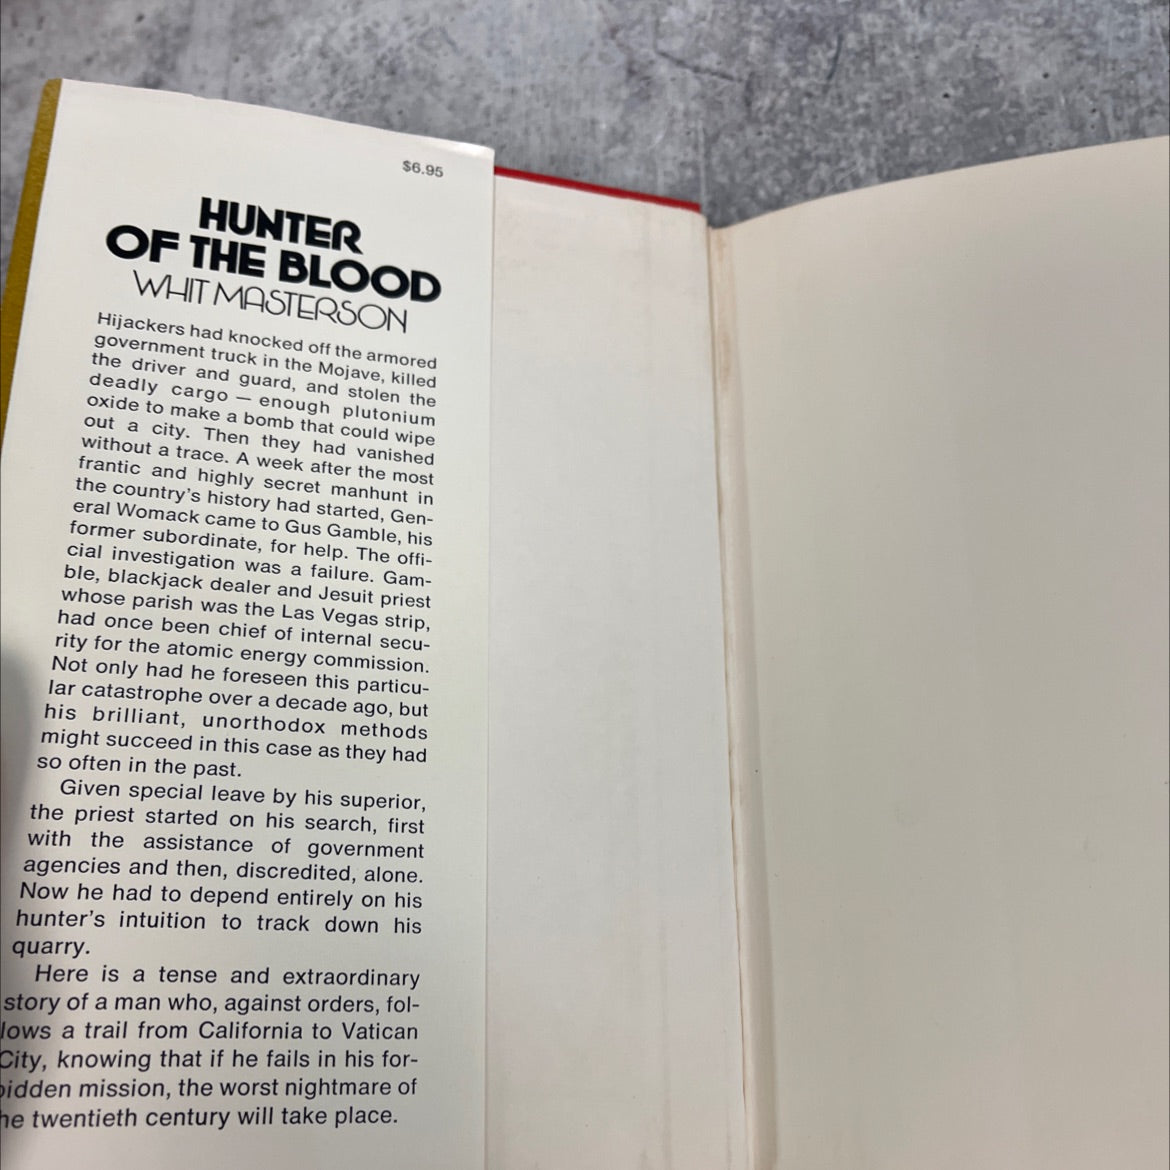 $6.95
HUNTER
OF THE BLOOD
WHIT MASTERSON
Hijackers had knocked off the armored
government truck in the Mojave, killed
the driver and guard, and stolen the
deadly cargo — enough plutonium
oxide to make a bomb that could wipe
out a city. Then they had vanished
without a trace. A week after the most
frantic and highly secret manhunt in
the country's history had started, Gen-
eral Womack came to Gus Gamble, his
former subordinate, for help. The offi-
cial investigation was a failure. Gam-
ble, blackjack dealer and Jesuit priest
whose parish was the Las Vegas strip,
had once been chief of internal secu-
rity for the atomic energy commission.
Not only had he foreseen this particu-
lar catastrophe over a decade ago, but
his brilliant, unorthodox methods
might succeed in this case as they had
so often in the past.
Given special leave by his superior,
the priest started on his search, first
with the assistance of government
agencies and then, discredited, alone.
Now he had to depend entirely on his
hunter's intuition to track down his
quarry.
Here is a tense and extraordinary
story of a man who, against orders, fol-
lows a trail from California to Vatican
City, knowing that if he fails in his for-
bidden mission, the worst nightmare of
he twentieth century will take place.